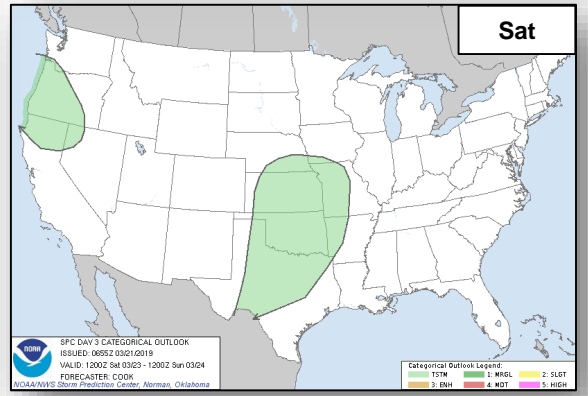 Sat
NOAA
SPC DAY 3 CATEGORICAL OUTLOOK
ISSUED: 0655Z 03/21/2019
VALID: 1200Z Sat 03/23 - 1200Z Sun 03/24
FORECASTER: COOK
NOAA/NWS Storm Prediction Center, Norman, Oklahoma
Categorical Outlook Legend:
TSTM 1: MRGL 2: SLGT
3: ENH 4: MDT 5: HIGH